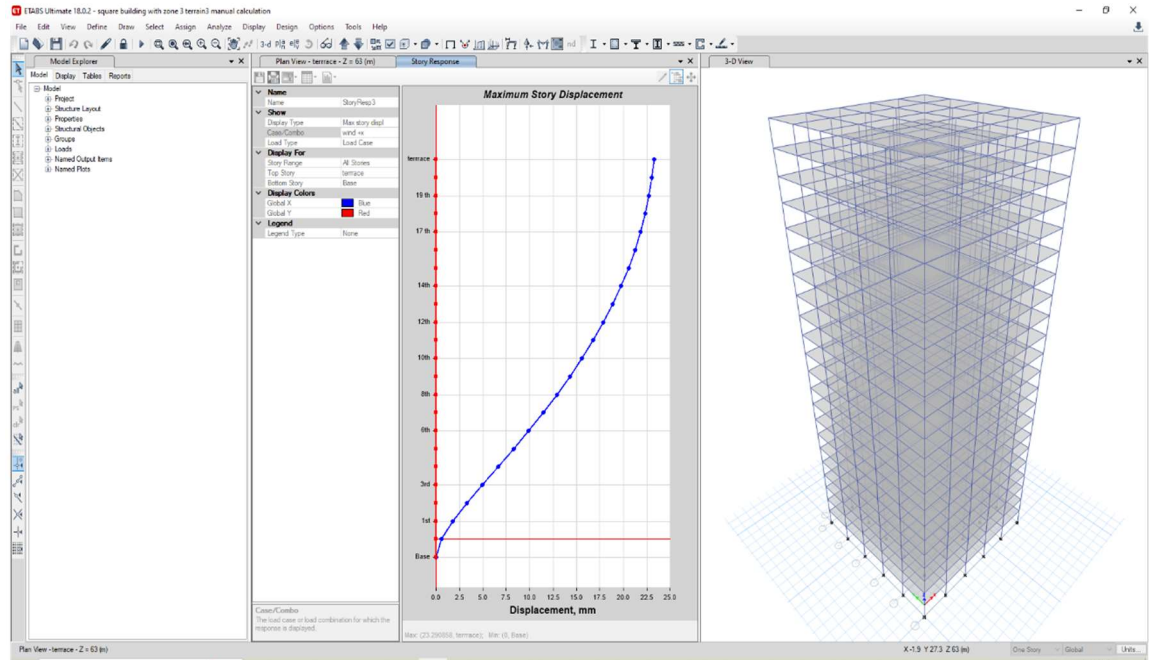 ETABS Ultimate 18.0.2 - square building with zone 3 terrain3 manual calculation
File Edit View Define Draw Select Assign Analyze Display Design Options Tools Help
Model Explorer
Model Display Tables Reports
Model
Project
Structure Layout
Properties
Structural Objects
Groups
Loads
Named Output Items
Named Plots
Plan View - terrrace - Z = 63 (m) Story Response
Name
Name StoryResp3
Show
Display Type Max story displ
Case/Combo wind +x
Load Type Load Case
Display For
Story Range All Stories
Top Story terrrace
Bottom Story Base
Display Colors
Global X Blue
Global Y Red
Legend
Legend Type None
Case/Combo
The load case or load combination for which the response is displayed.
Maximum Story Displacement
terrrace
19 th
17 th
14th
12th
10th
8th
6th
3rd
1st
Base
0.0 2.5 5.0 7.5 10.0 12.5 15.0 17.5 20.0 22.5 25.0
Displacement, mm
Min: (0, Base)
3-D View
Plan View - terrrace - Z = 63 (m)
X -1.9 Y 27.3 Z 63 (m)
One Story Global Units...